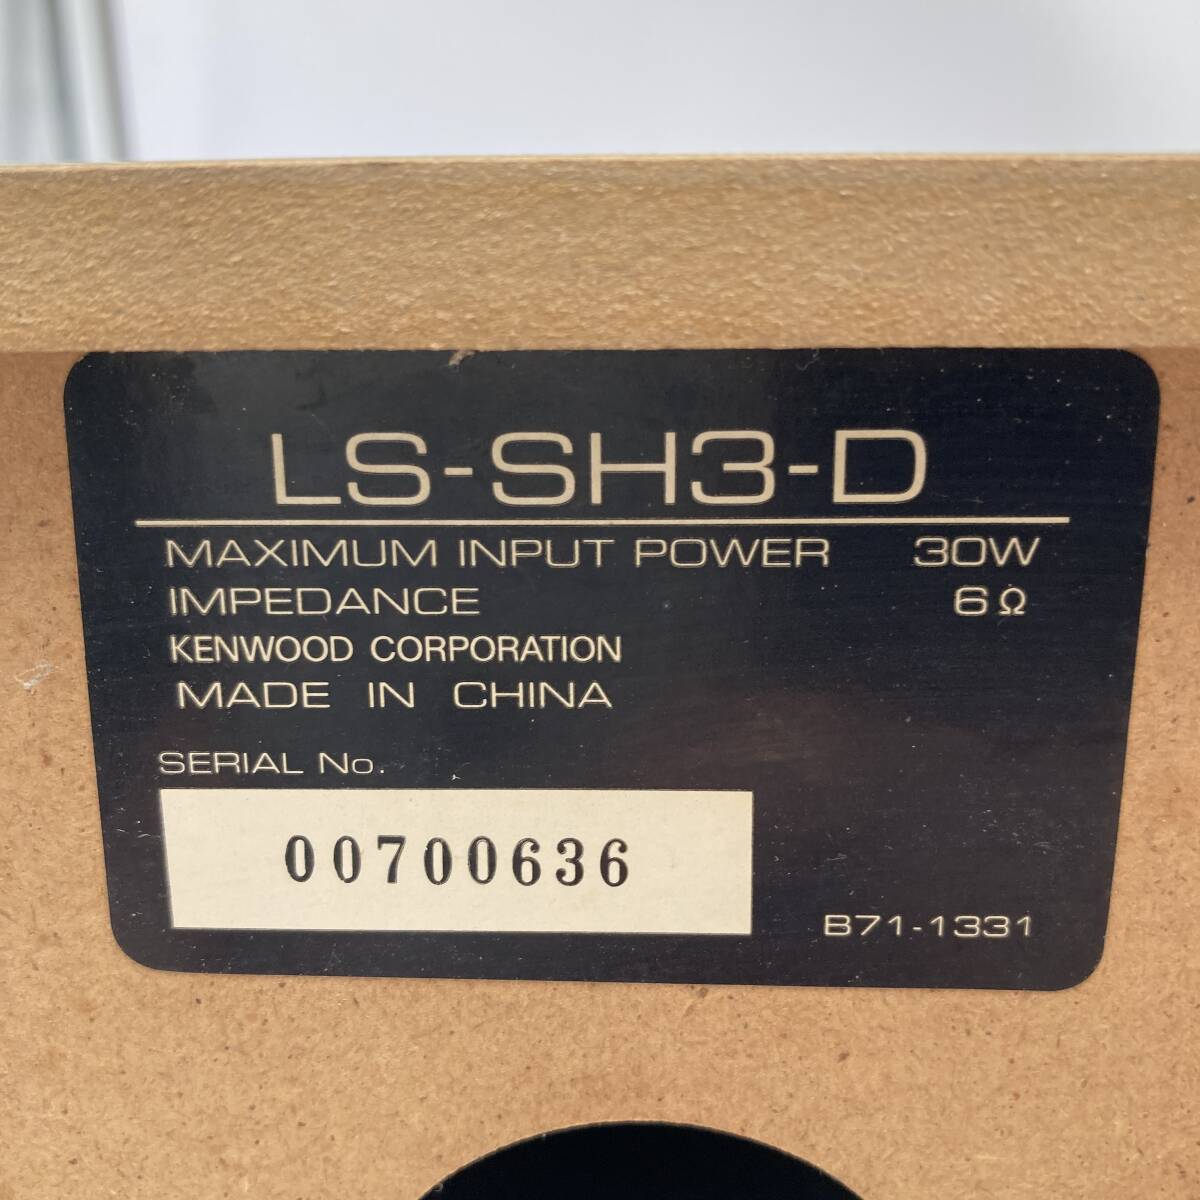 LS-SH3-D
MAXIMUM INPUT POWER 30W
IMPEDANCE 6Ω
KENWOOD CORPORATION
MADE IN CHINA
SERIAL No.
00700636
B71-1331